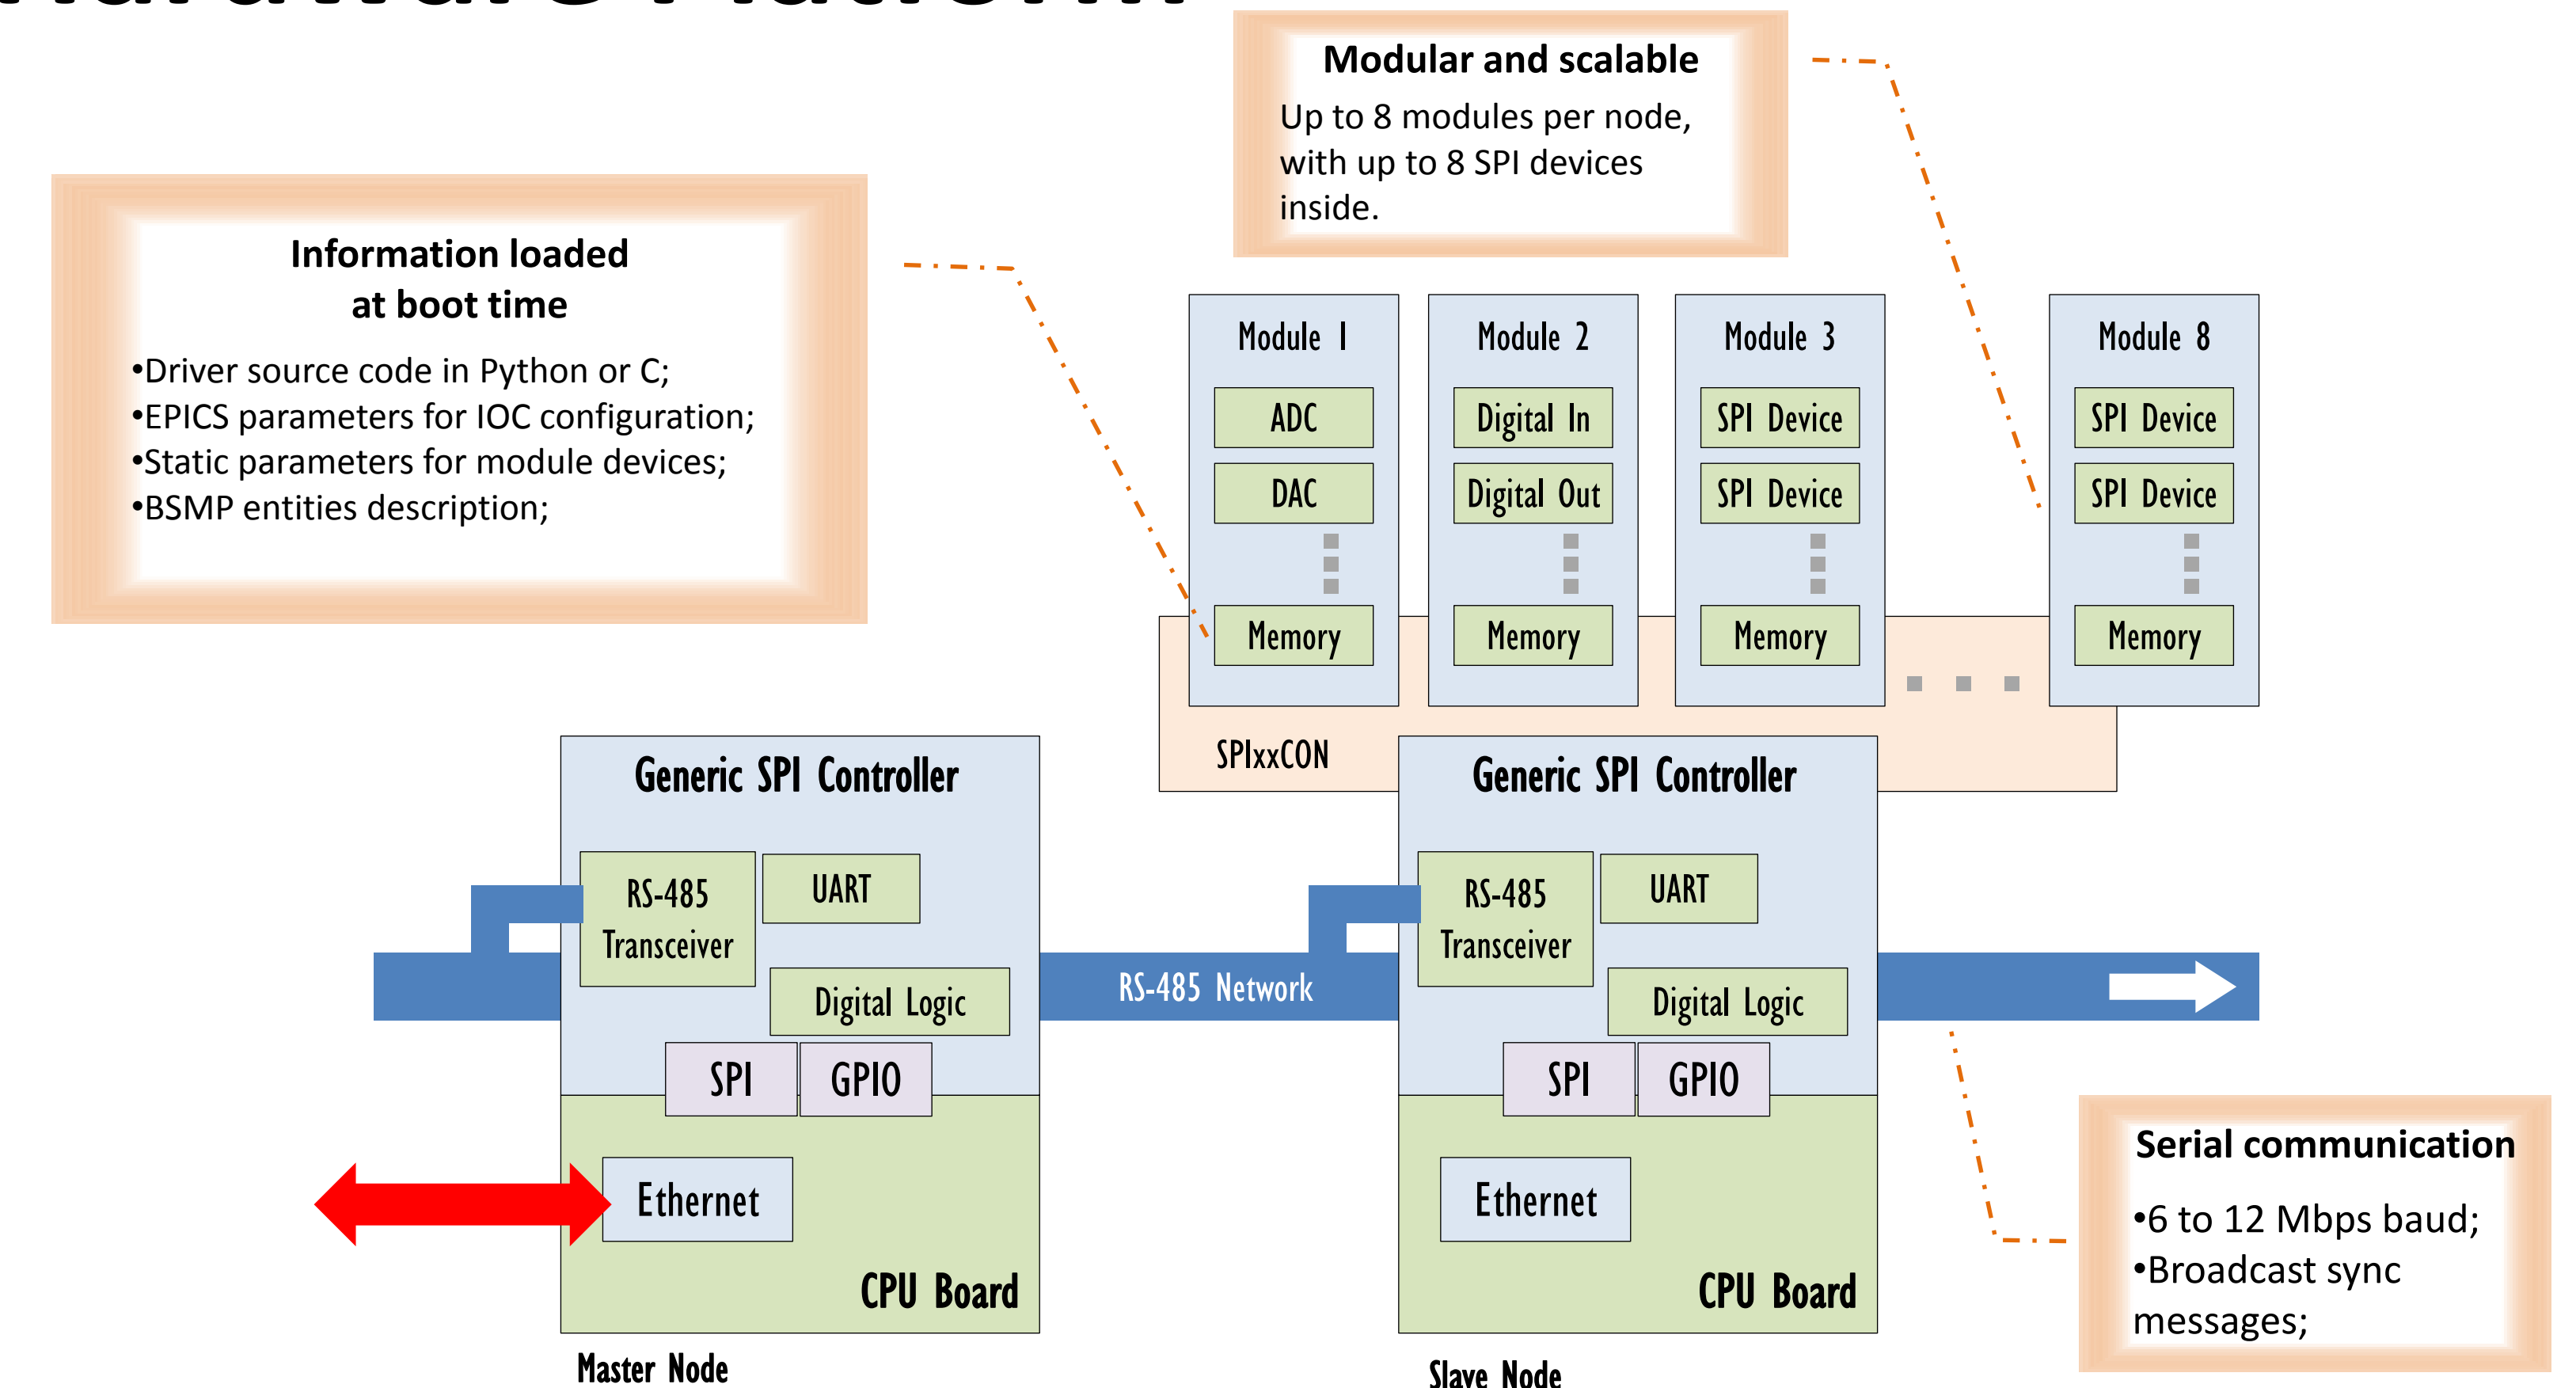 Modular and scalable
Up to 8 modules per node,
with up to 8 SPI devices
inside.
Information loaded
at boot time
•Driver source code in Python or C;
•EPICS parameters for IOC configuration;
•Static parameters for module devices;
•BSMP entities description;
Module 1
ADC
DAC
Memory
Module 2
Digital In
Digital Out
Memory
Module 3
SPI Device
SPI Device
Memory
Module 8
SPI Device
SPI Device
Memory
SPIxxCON
Generic SPI Controller
RS-485
Transceiver
UART
Digital Logic
SPI
GPIO
Ethernet
CPU Board
Master Node
RS-485 Network
Generic SPI Controller
RS-485
Transceiver
UART
Digital Logic
SPI
GPIO
Ethernet
CPU Board
Slave Node
Serial communication
•6 to 12 Mbps baud;
•Broadcast sync
messages;